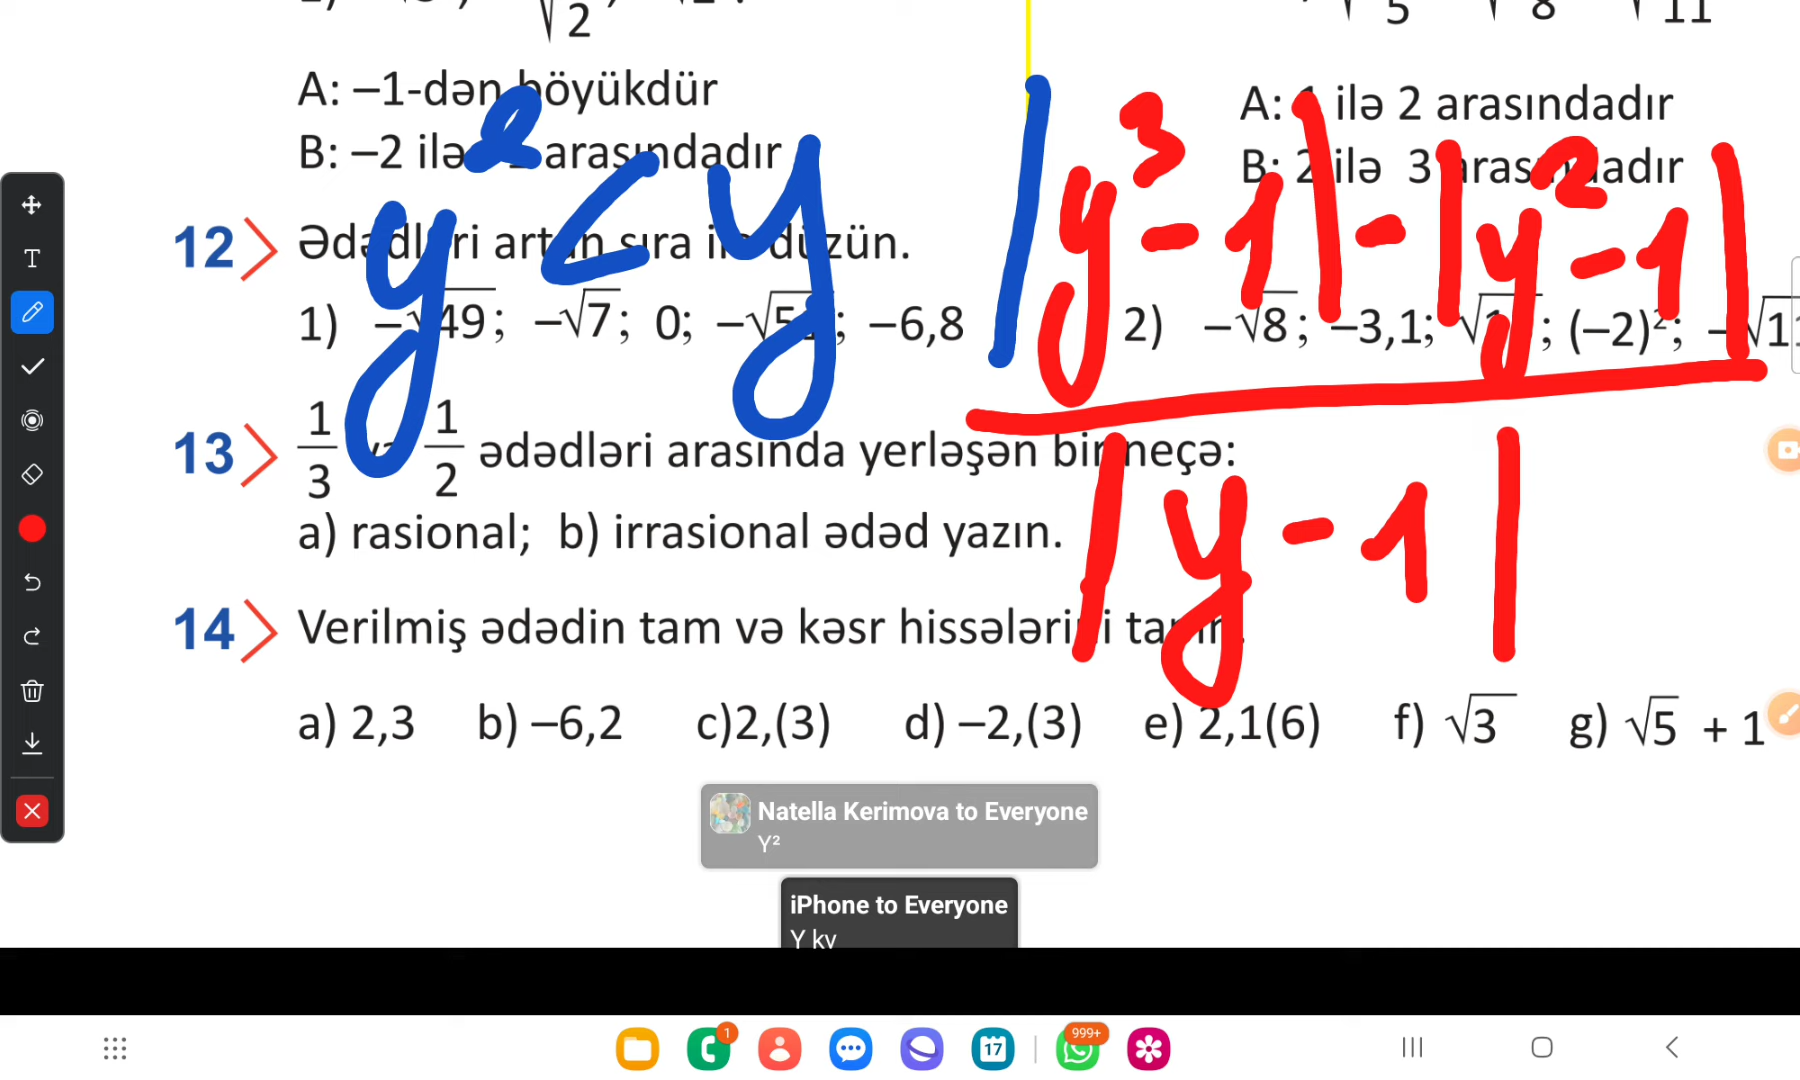 A: –1-dən böyükdür
B: –2 ilə arasındadır
A: 1 ilə 2 arasındadır
B: 2 ilə 3 arasındadır
12 Ədədləri artan sıra ilə düzün.
1) –√49; –√7; 0; –√5 ; –6,8
2) –√8; –3,1; √1 ; (–2)²; –√1
y² < y
|y³ - 1| - |y² - 1|
|y - 1|
13 1/3 və 1/2 ədədləri arasında yerləşən bir neçə:
a) rasional; b) irrasional ədəd yazın.
14 Verilmiş ədədin tam və kəsr hissələrini tapın.
a) 2,3 b) –6,2 c)2,(3) d) –2,(3) e) 2,1(6) f) √3 g) √5 + 1
Natella Kerimova to Everyone
Y²
iPhone to Everyone
Y kv
1
17
999+